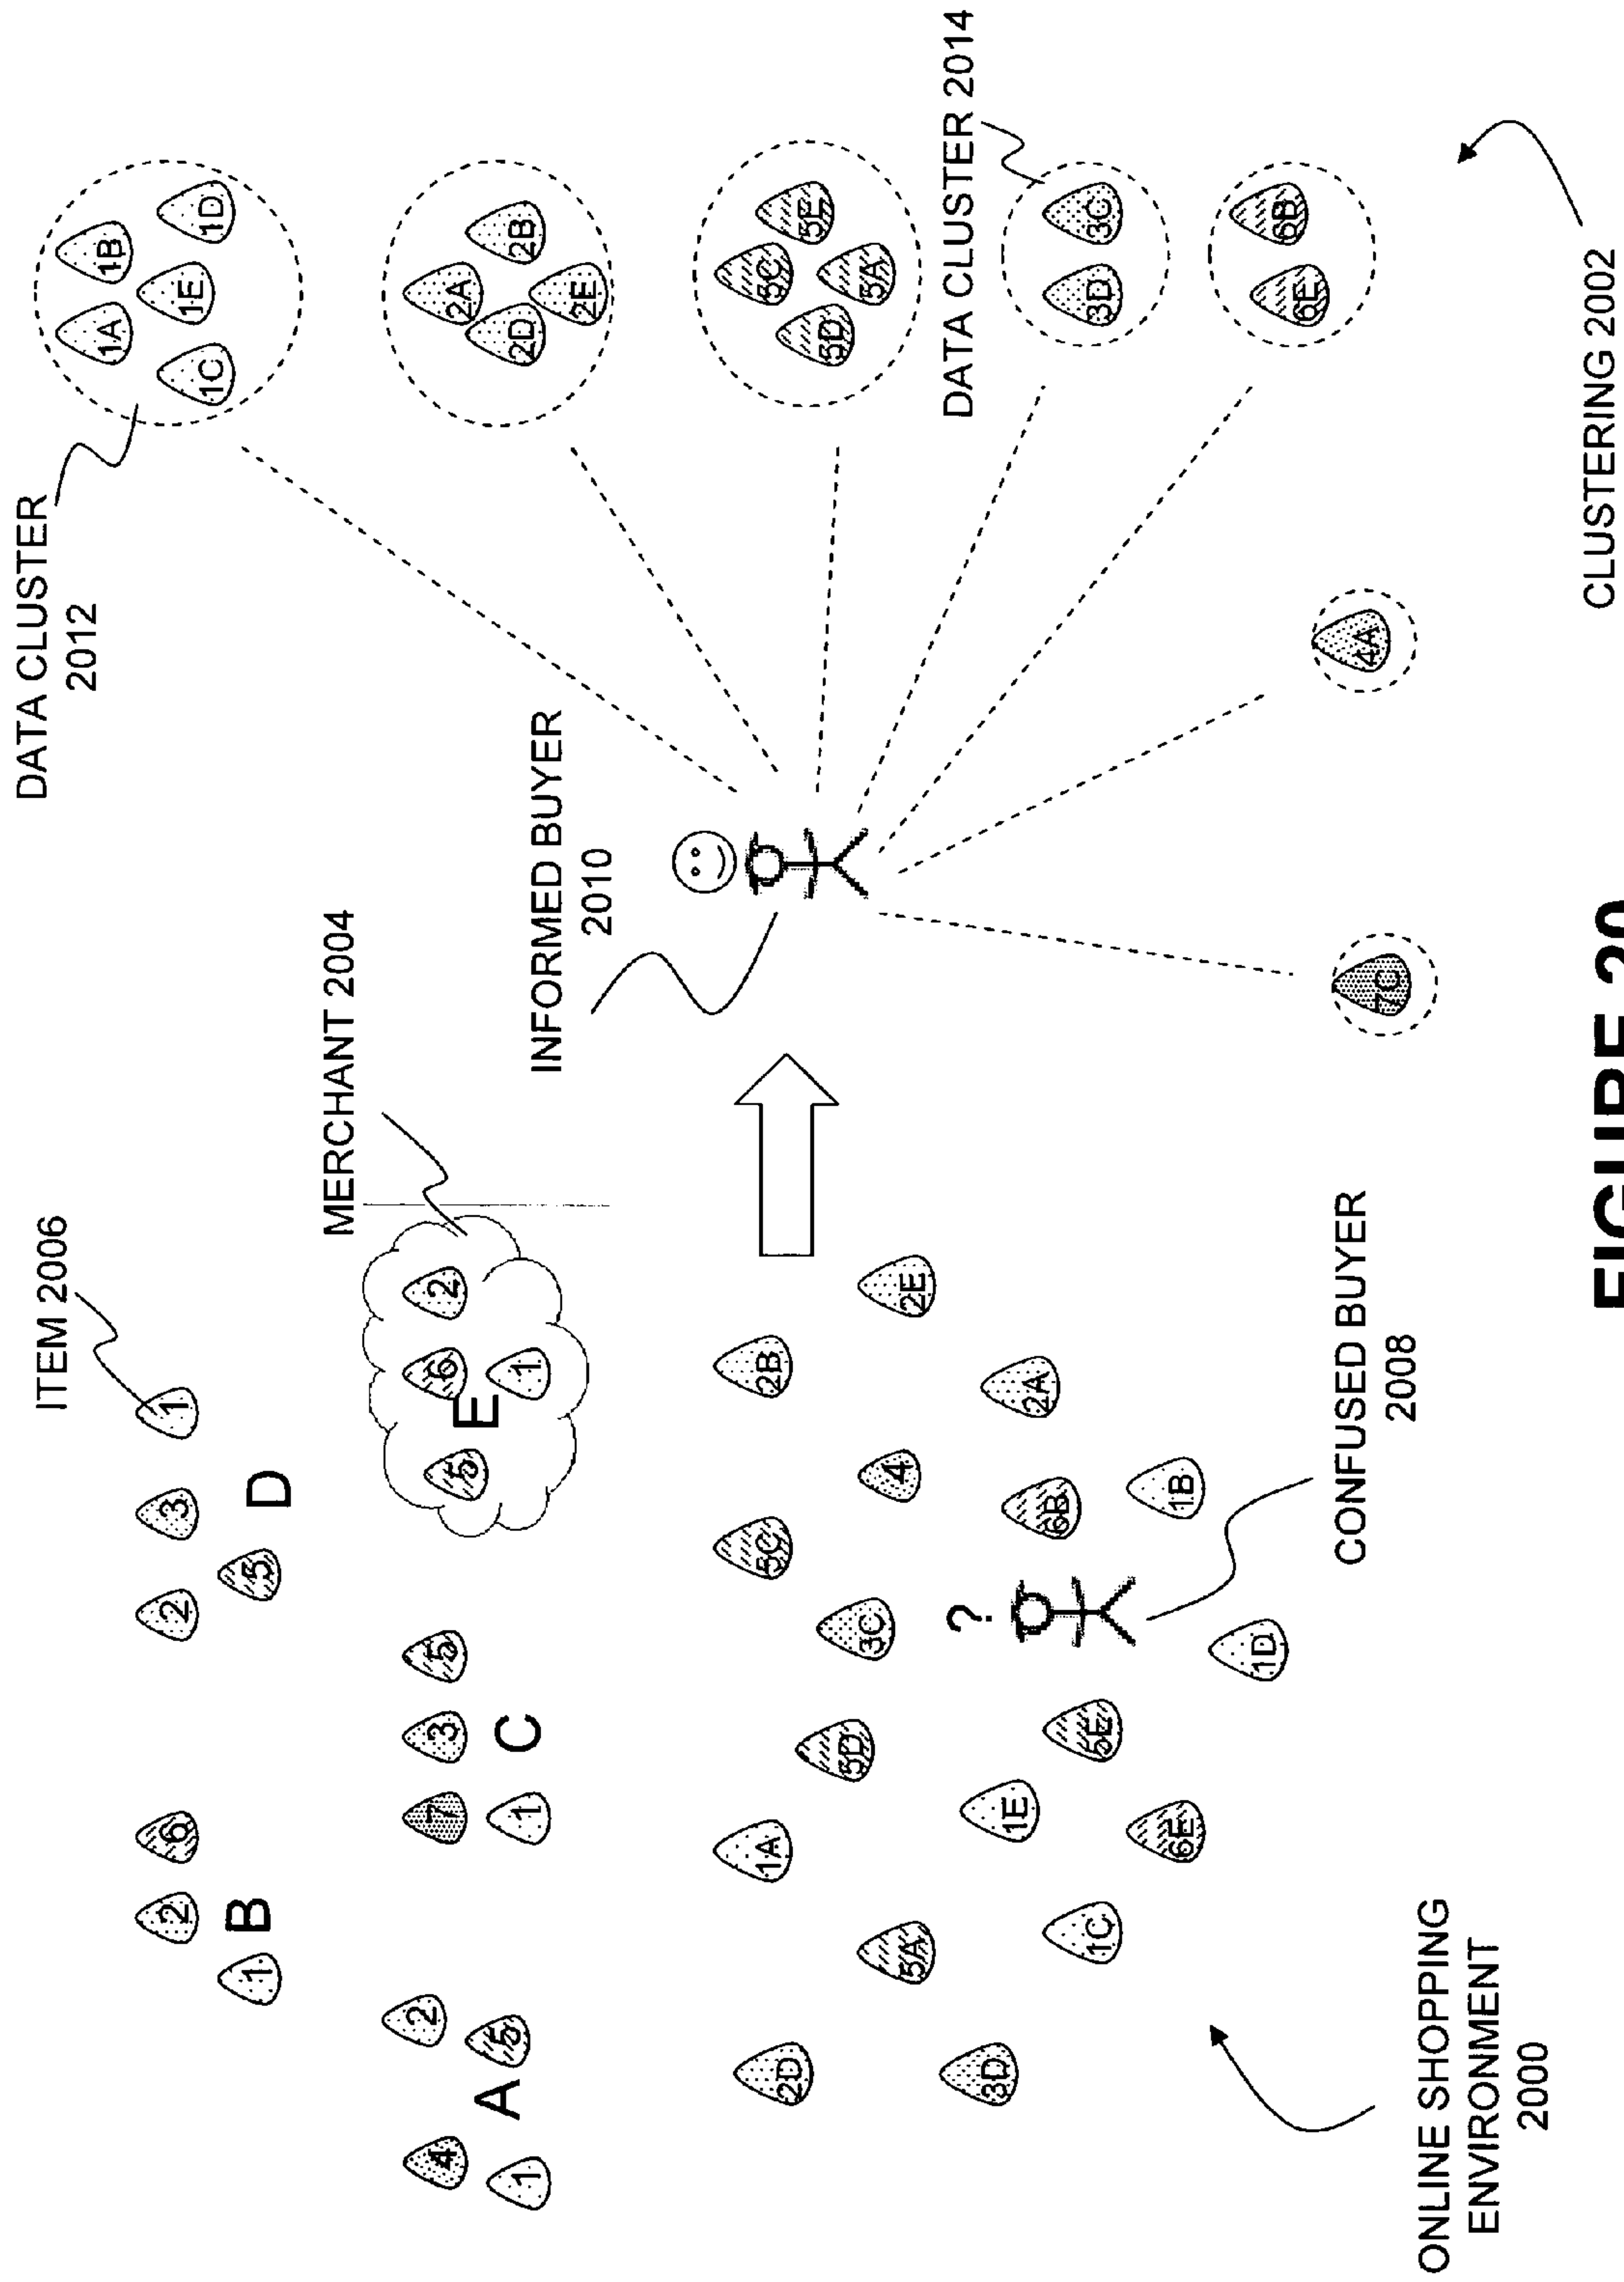 ITEM 2006
DATA CLUSTER
2012
1A
1B
1C
1E
1D
2
6
1
B
2
3
1
5
D
MERCHANT 2004
4
2
1
5
A
7
3
5
1
C
5
6
2
1
E
2A
2D
2B
2E
INFORMED BUYER
2010
2D
1A
5C
2B
5D
3C
5A
4
2E
5C
5E
5D
5A
3D
1E
?
2A
1C
5E
6B
DATA CLUSTER 2014
3D
3C
6E
1B
1D
6E
6B
7C
4A
CONFUSED BUYER
2008
ONLINE SHOPPING
ENVIRONMENT
2000
CLUSTERING 2002
FIGURE 20